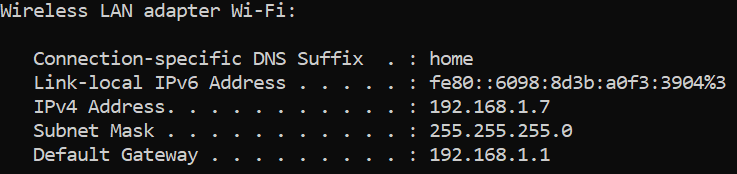 Wireless LAN adapter Wi-Fi:
Connection-specific DNS Suffix  . : home
Link-local IPv6 Address . . . . . : fe80::6098:8d3b:a0f3:3904%3
IPv4 Address. . . . . . . . . . . : 192.168.1.7
Subnet Mask . . . . . . . . . . . : 255.255.255.0
Default Gateway . . . . . . . . . : 192.168.1.1